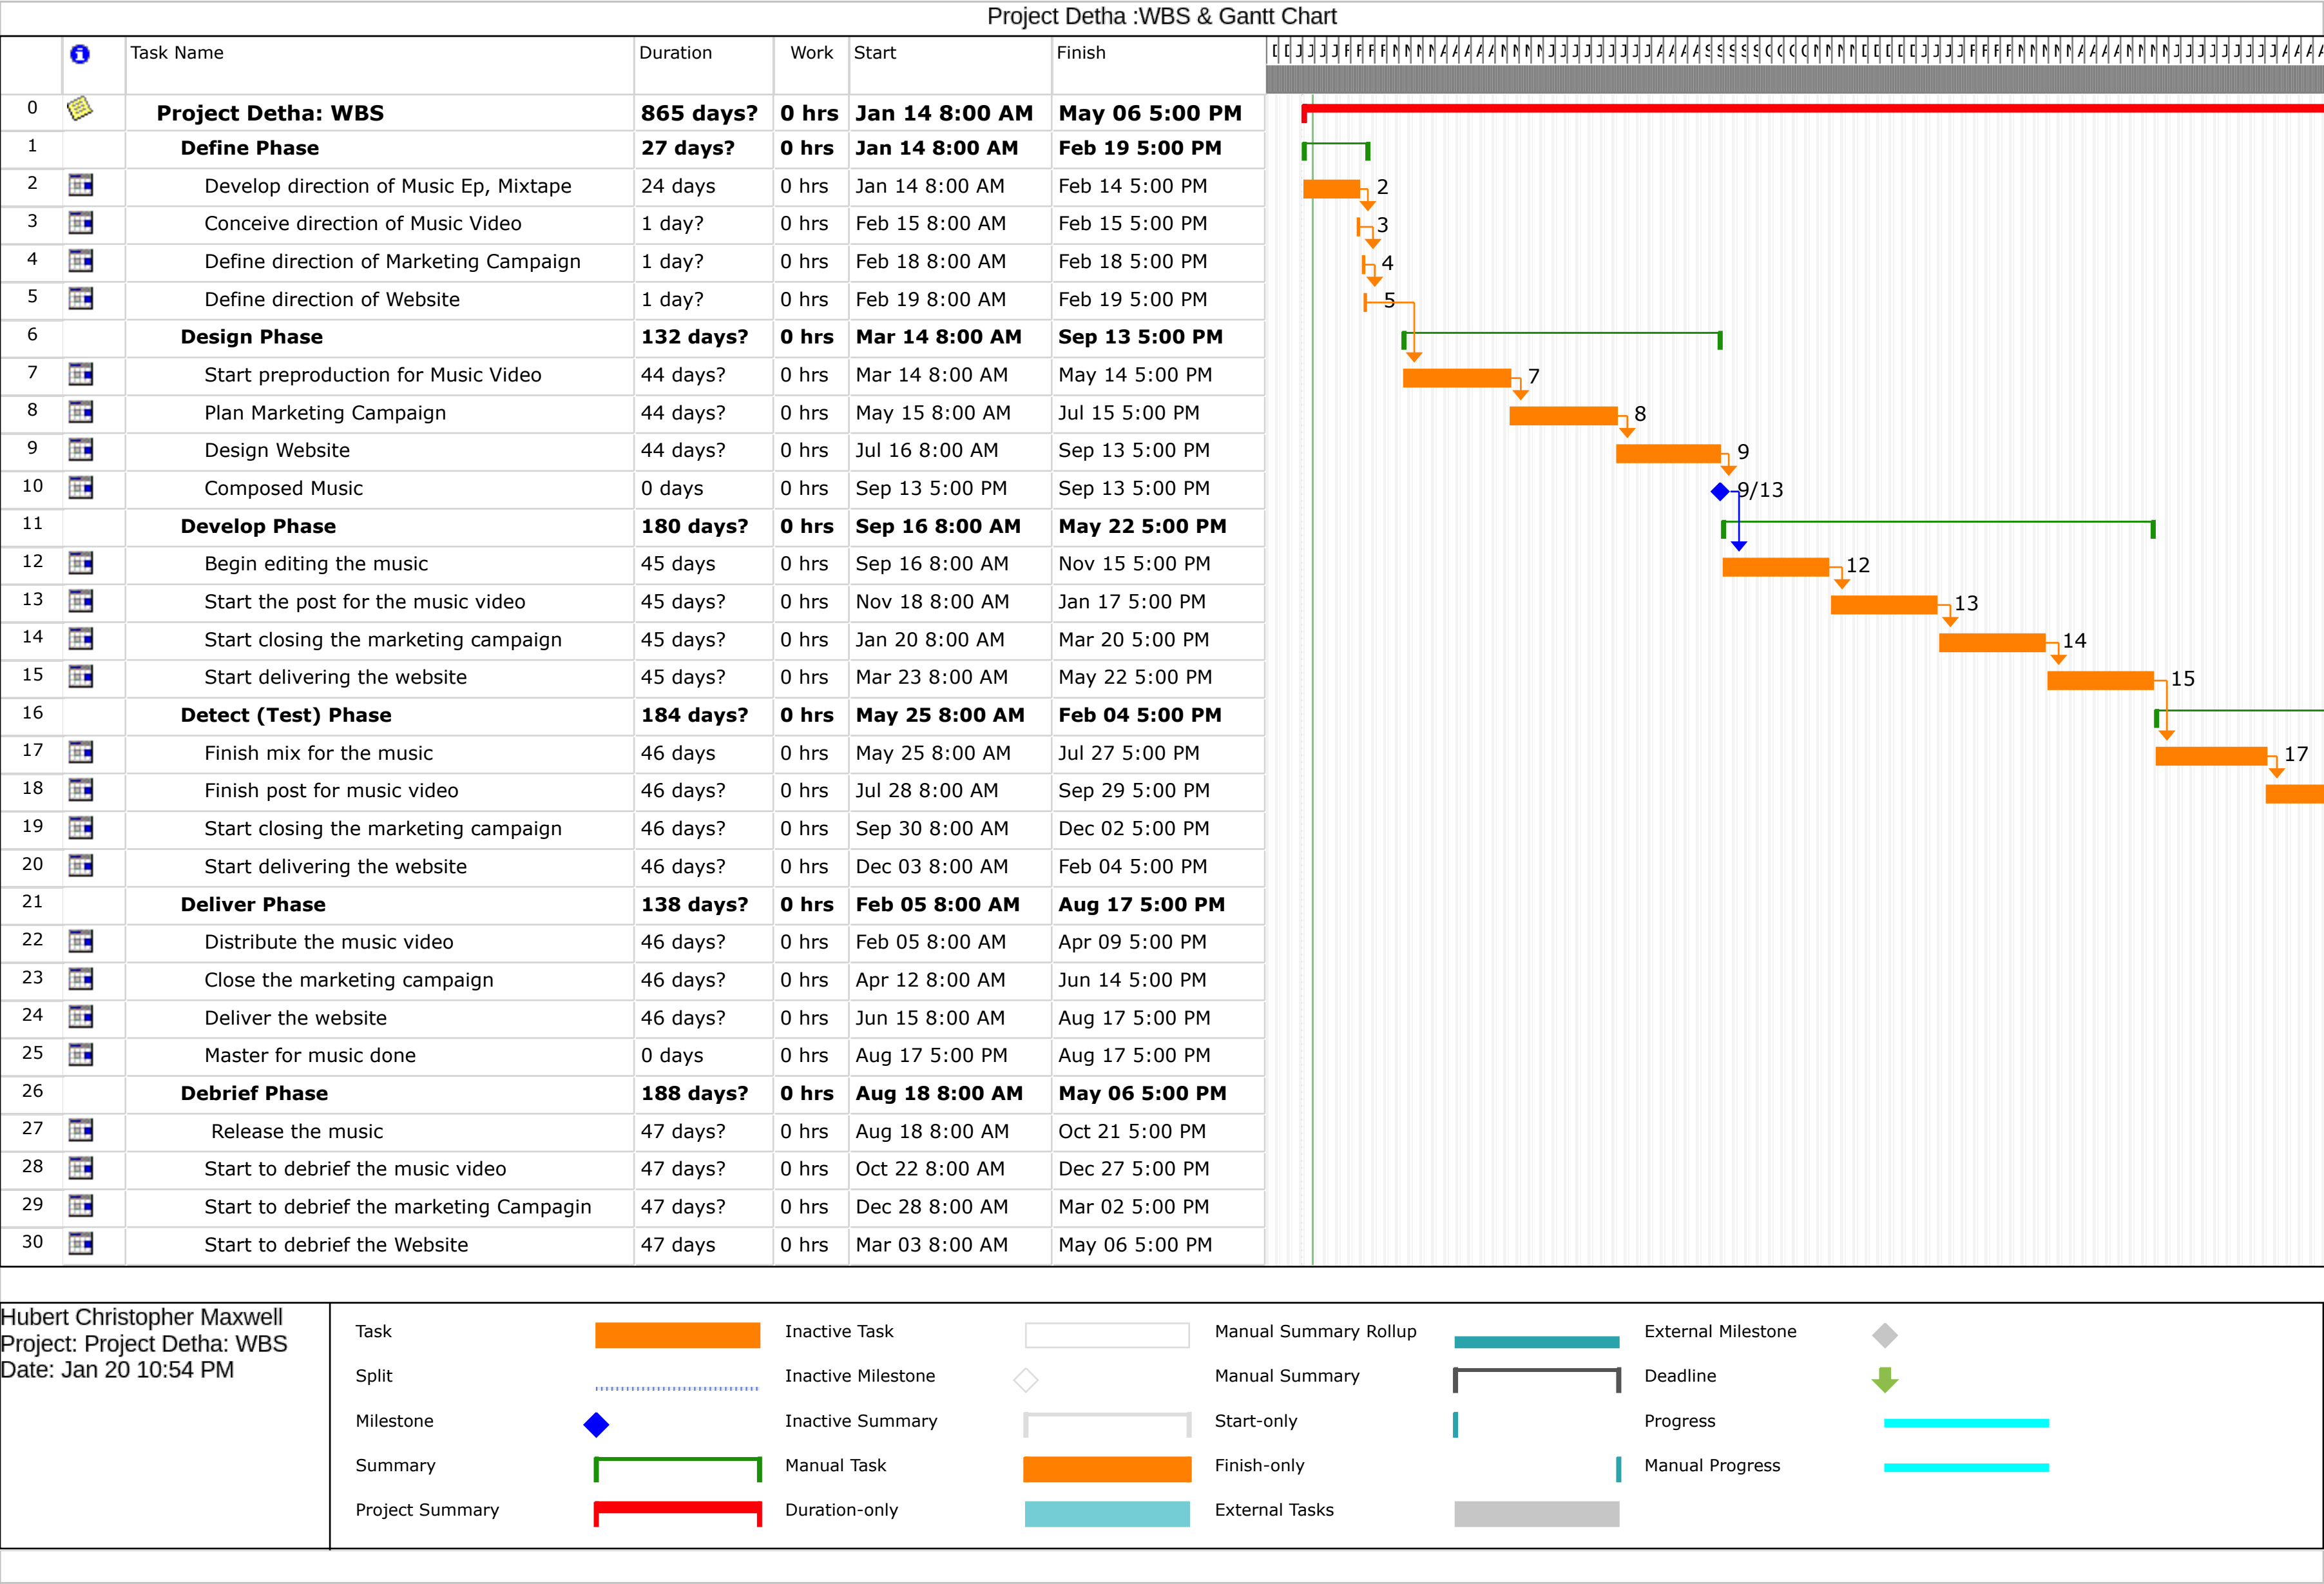 Project Detha :WBS & Gantt Chart
Task Name Duration Work Start Finish
0 Project Detha: WBS 865 days? 0 hrs Jan 14 8:00 AM May 06 5:00 PM
1 Define Phase 27 days? 0 hrs Jan 14 8:00 AM Feb 19 5:00 PM
2 Develop direction of Music Ep, Mixtape 24 days 0 hrs Jan 14 8:00 AM Feb 14 5:00 PM 2
3 Conceive direction of Music Video 1 day? 0 hrs Feb 15 8:00 AM Feb 15 5:00 PM 3
4 Define direction of Marketing Campaign 1 day? 0 hrs Feb 18 8:00 AM Feb 18 5:00 PM 4
5 Define direction of Website 1 day? 0 hrs Feb 19 8:00 AM Feb 19 5:00 PM 5
6 Design Phase 132 days? 0 hrs Mar 14 8:00 AM Sep 13 5:00 PM
7 Start preproduction for Music Video 44 days? 0 hrs Mar 14 8:00 AM May 14 5:00 PM 7
8 Plan Marketing Campaign 44 days? 0 hrs May 15 8:00 AM Jul 15 5:00 PM 8
9 Design Website 44 days? 0 hrs Jul 16 8:00 AM Sep 13 5:00 PM 9
10 Composed Music 0 days 0 hrs Sep 13 5:00 PM Sep 13 5:00 PM 9/13
11 Develop Phase 180 days? 0 hrs Sep 16 8:00 AM May 22 5:00 PM
12 Begin editing the music 45 days 0 hrs Sep 16 8:00 AM Nov 15 5:00 PM 12
13 Start the post for the music video 45 days? 0 hrs Nov 18 8:00 AM Jan 17 5:00 PM 13
14 Start closing the marketing campaign 45 days? 0 hrs Jan 20 8:00 AM Mar 20 5:00 PM 14
15 Start delivering the website 45 days? 0 hrs Mar 23 8:00 AM May 22 5:00 PM 15
16 Detect (Test) Phase 184 days? 0 hrs May 25 8:00 AM Feb 04 5:00 PM
17 Finish mix for the music 46 days 0 hrs May 25 8:00 AM Jul 27 5:00 PM 17
18 Finish post for music video 46 days? 0 hrs Jul 28 8:00 AM Sep 29 5:00 PM
19 Start closing the marketing campaign 46 days? 0 hrs Sep 30 8:00 AM Dec 02 5:00 PM
20 Start delivering the website 46 days? 0 hrs Dec 03 8:00 AM Feb 04 5:00 PM
21 Deliver Phase 138 days? 0 hrs Feb 05 8:00 AM Aug 17 5:00 PM
22 Distribute the music video 46 days? 0 hrs Feb 05 8:00 AM Apr 09 5:00 PM
23 Close the marketing campaign 46 days? 0 hrs Apr 12 8:00 AM Jun 14 5:00 PM
24 Deliver the website 46 days? 0 hrs Jun 15 8:00 AM Aug 17 5:00 PM
25 Master for music done 0 days 0 hrs Aug 17 5:00 PM Aug 17 5:00 PM
26 Debrief Phase 188 days? 0 hrs Aug 18 8:00 AM May 06 5:00 PM
27 Release the music 47 days? 0 hrs Aug 18 8:00 AM Oct 21 5:00 PM
28 Start to debrief the music video 47 days? 0 hrs Oct 22 8:00 AM Dec 27 5:00 PM
29 Start to debrief the marketing Campagin 47 days? 0 hrs Dec 28 8:00 AM Mar 02 5:00 PM
30 Start to debrief the Website 47 days 0 hrs Mar 03 8:00 AM May 06 5:00 PM
Hubert Christopher Maxwell
Project: Project Detha: WBS
Date: Jan 20 10:54 PM
Task Inactive Task Manual Summary Rollup External Milestone
Split Inactive Milestone Manual Summary Deadline
Milestone Inactive Summary Start-only Progress
Summary Manual Task Finish-only Manual Progress
Project Summary Duration-only External Tasks